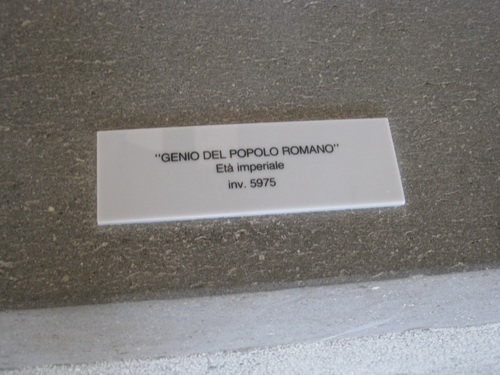 "GENIO DEL POPOLO ROMANO"
Età imperiale
inv. 5975